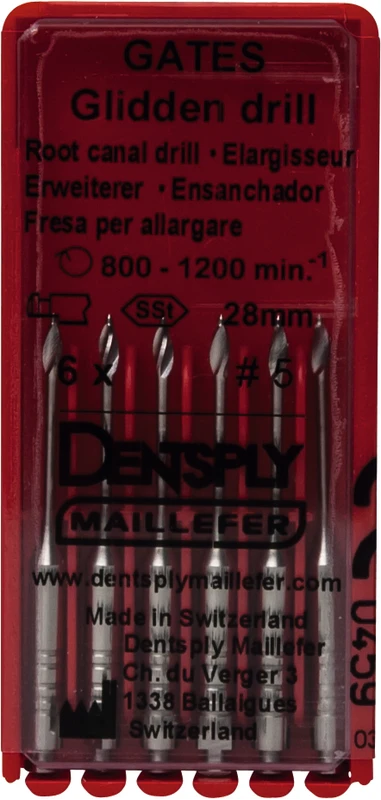 GATES
Glidden drill
Root canal drill • Elargisseur
Erweiterer • Ensanchador
Fresa per allargare
800 - 1200 min.-1
SSt 28mm
6 x # 5
DENTSPLY
MAILLEFER
www.dentsplymaillefer.com
Made in Switzerland
Dentsply Maillefer
Ch. du Verger 3
1338 Ballaigues
Switzerland
0459
03